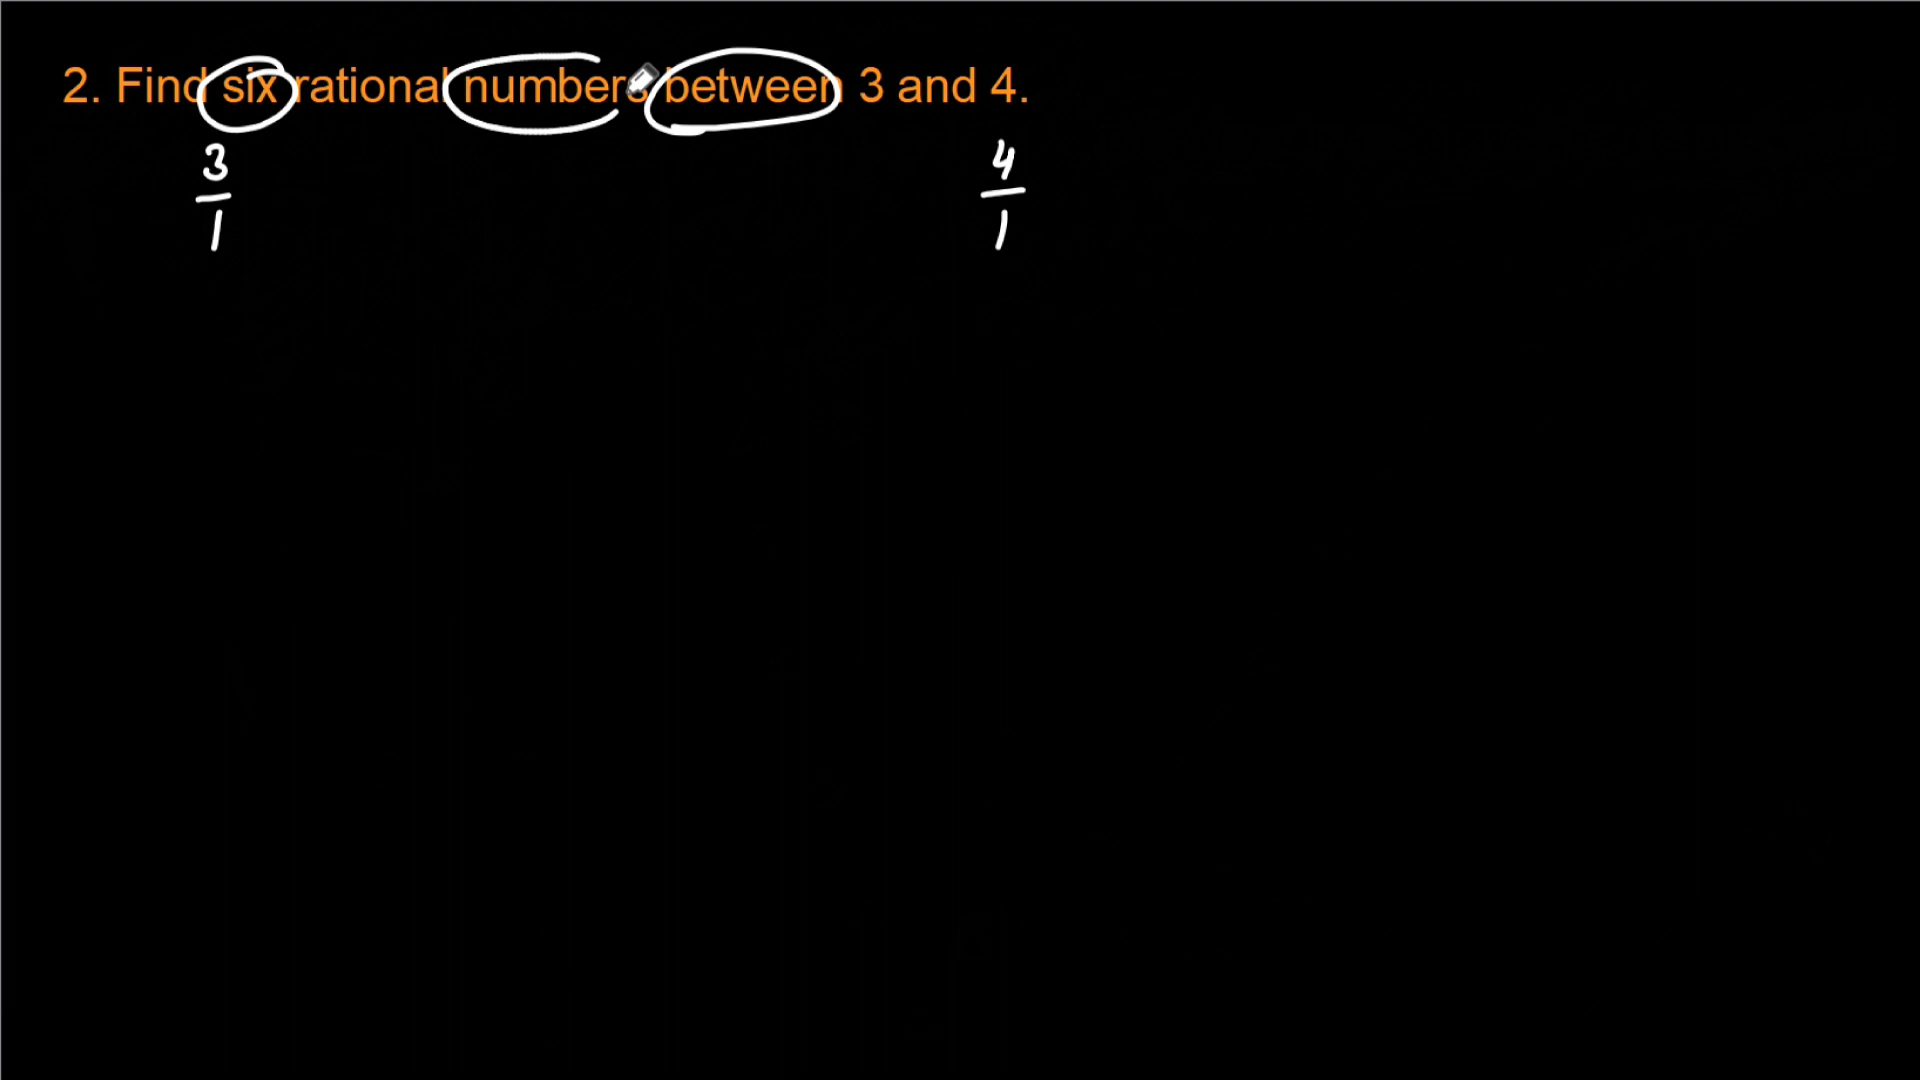 2. Find six rational numbers between 3 and 4.
3/1 4/1